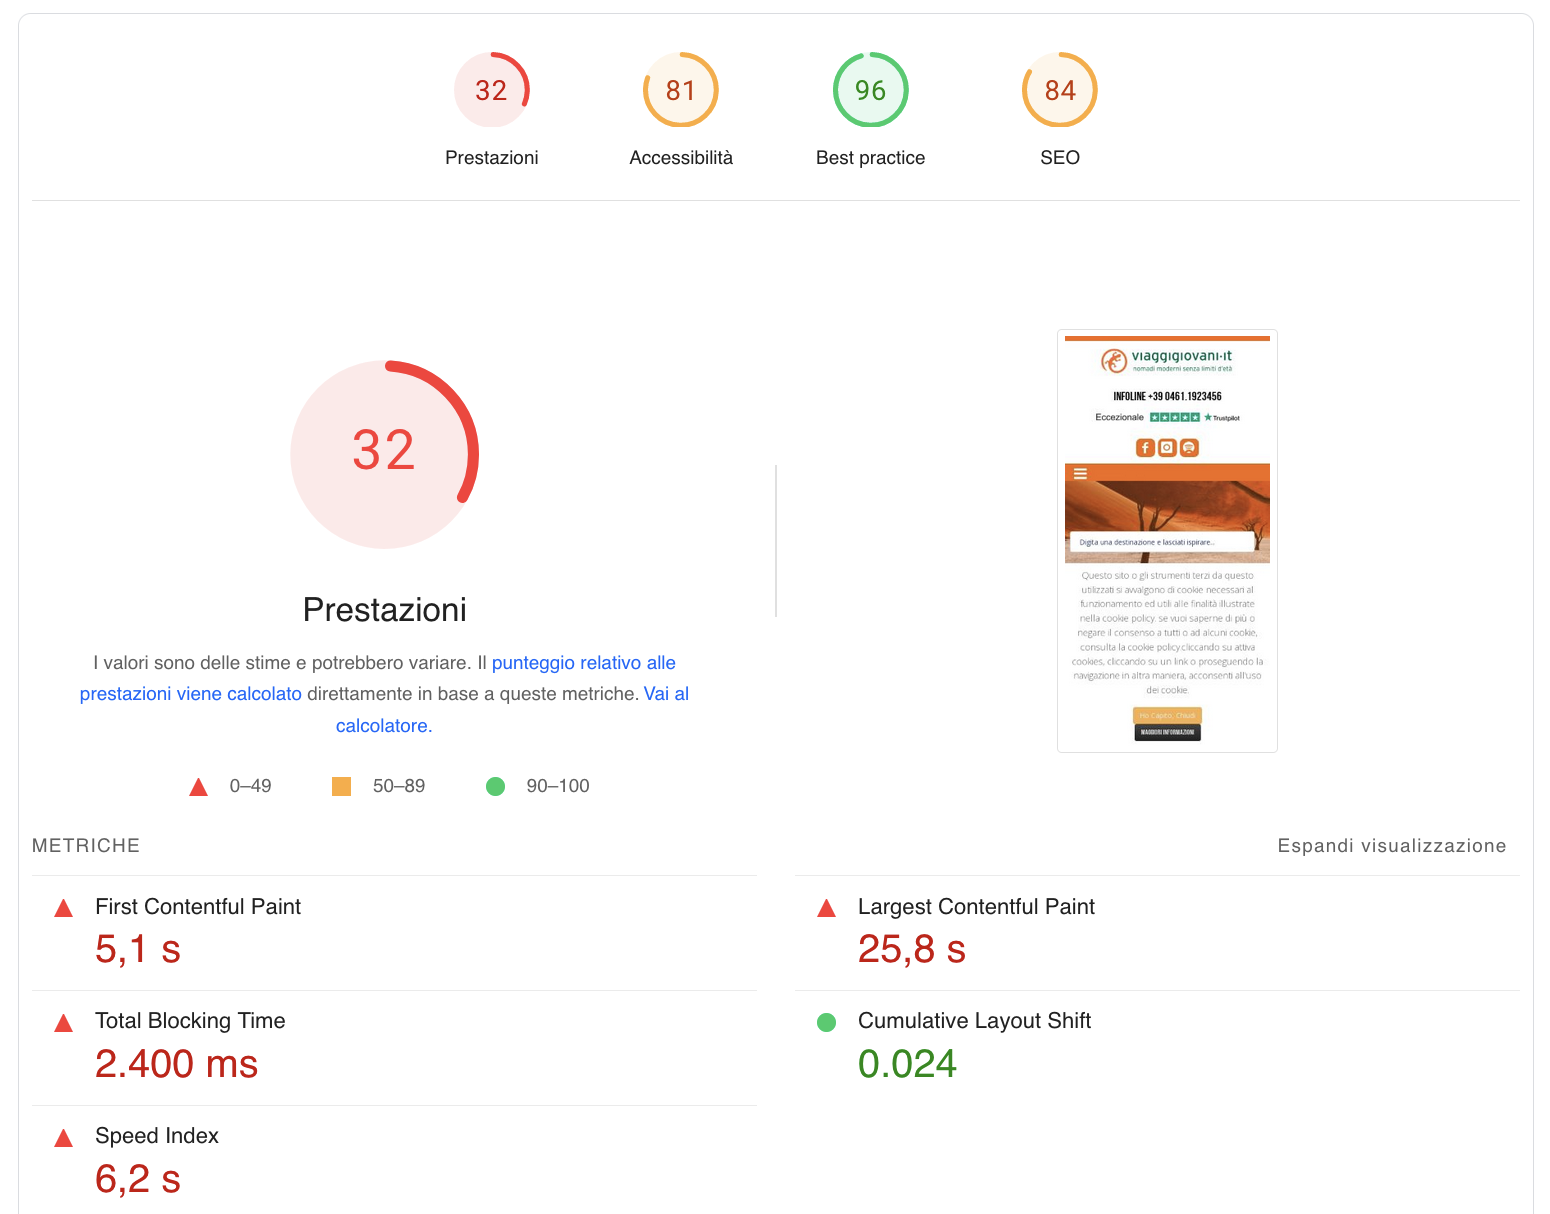 32
81
96
84
Prestazioni
Accessibilità
Best practice
SEO
32
Prestazioni
I valori sono delle stime e potrebbero variare. Il punteggio relativo alle
prestazioni viene calcolato direttamente in base a queste metriche. Vai al
calcolatore.
0–49
50–89
90–100
viaggigiovani.it
nomadi moderni senza limiti d'età
INFOLINE +39 0461.1923456
Eccezionale
Trustpilot
Digita una destinazione e lasciati ispirare...
Questo sito o gli strumenti terzi da questo
utilizzati si avvalgono di cookie necessari al
funzionamento ed utili alle finalità illustrate
nella cookie policy. se vuoi saperne di più o
negare il consenso a tutti o ad alcuni cookie,
consulta la cookie policy.cliccando su attiva
cookies, cliccando su un link o proseguendo la
navigazione in altra maniera, acconsenti all'uso
dei cookie.
Ho Capito, Chiudi
MAGGIORI INFORMAZIONI
METRICHE
Espandi visualizzazione
First Contentful Paint
5,1 s
Largest Contentful Paint
25,8 s
Total Blocking Time
2.400 ms
Cumulative Layout Shift
0.024
Speed Index
6,2 s